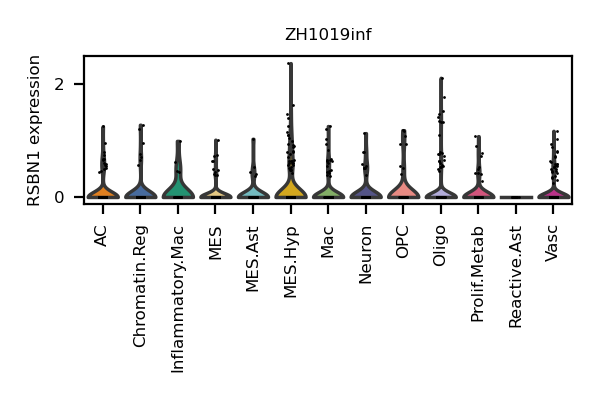 ZH1019inf
RSBN1 expression
2
0
AC
Chromatin.Reg
Inflammatory.Mac
MES
MES.Ast
MES.Hyp
Mac
Neuron
OPC
Oligo
Prolif.Metab
Reactive.Ast
Vasc